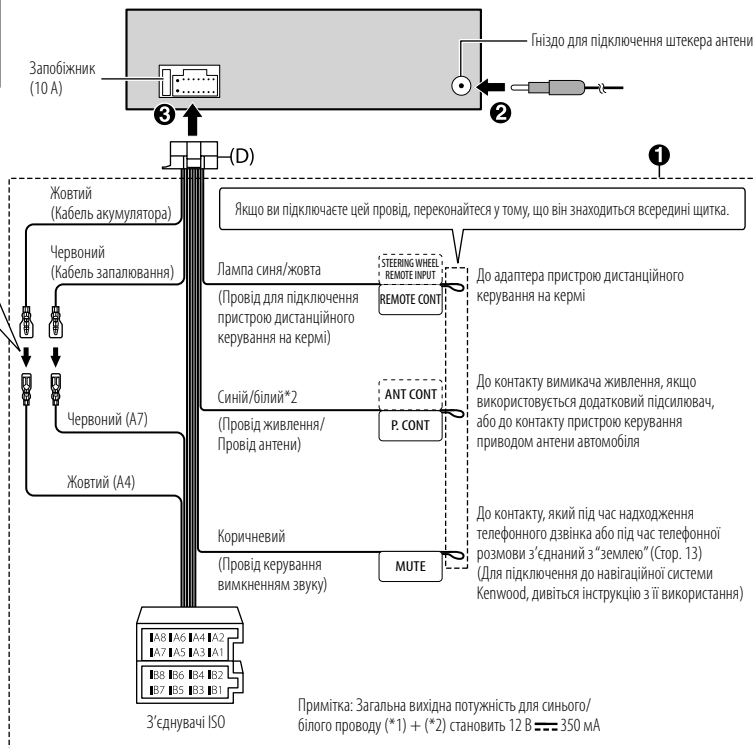 Гніздо для підключення штекера антени
Запобіжник
(10 A)
❸
❷
(D)
❶
Жовтий
(Кабель акумулятора)
Якщо ви підключаєте цей провід, переконайтеся у тому, що він знаходиться всередині щитка.
Червоний
(Кабель запалювання)
Лампа синя/жовта
(Провід для підключення
пристрою дистанційного
керування на кермі)
STEERING WHEEL
REMOTE INPUT
REMOTE CONT
До адаптера пристрою дистанційного
керування на кермі
Синій/білий*2
(Провід живлення/
Провід антени)
ANT CONT
P. CONT
До контакту вимикача живлення, якщо
використовується додатковий підсилювач,
або до контакту пристрою керування
приводом антени автомобіля
Червоний (A7)
Жовтий (A4)
Коричневий
(Провід керування
вимкненням звуку)
MUTE
До контакту, який під час надходження
телефонного дзвінка або під час телефонної
розмови з’єднаний з “землею” (Стор. 13)
(Для підключення до навігаційної системи
Kenwood, дивіться інструкцію з її використання)
A8 A6 A4 A2
A7 A5 A3 A1
B8 B6 B4 B2
B7 B5 B3 B1
З’єднувачі ISO
Примітка: Загальна вихідна потужність для синього/
білого проводу (*1) + (*2) становить 12 В ⎓ 350 мА